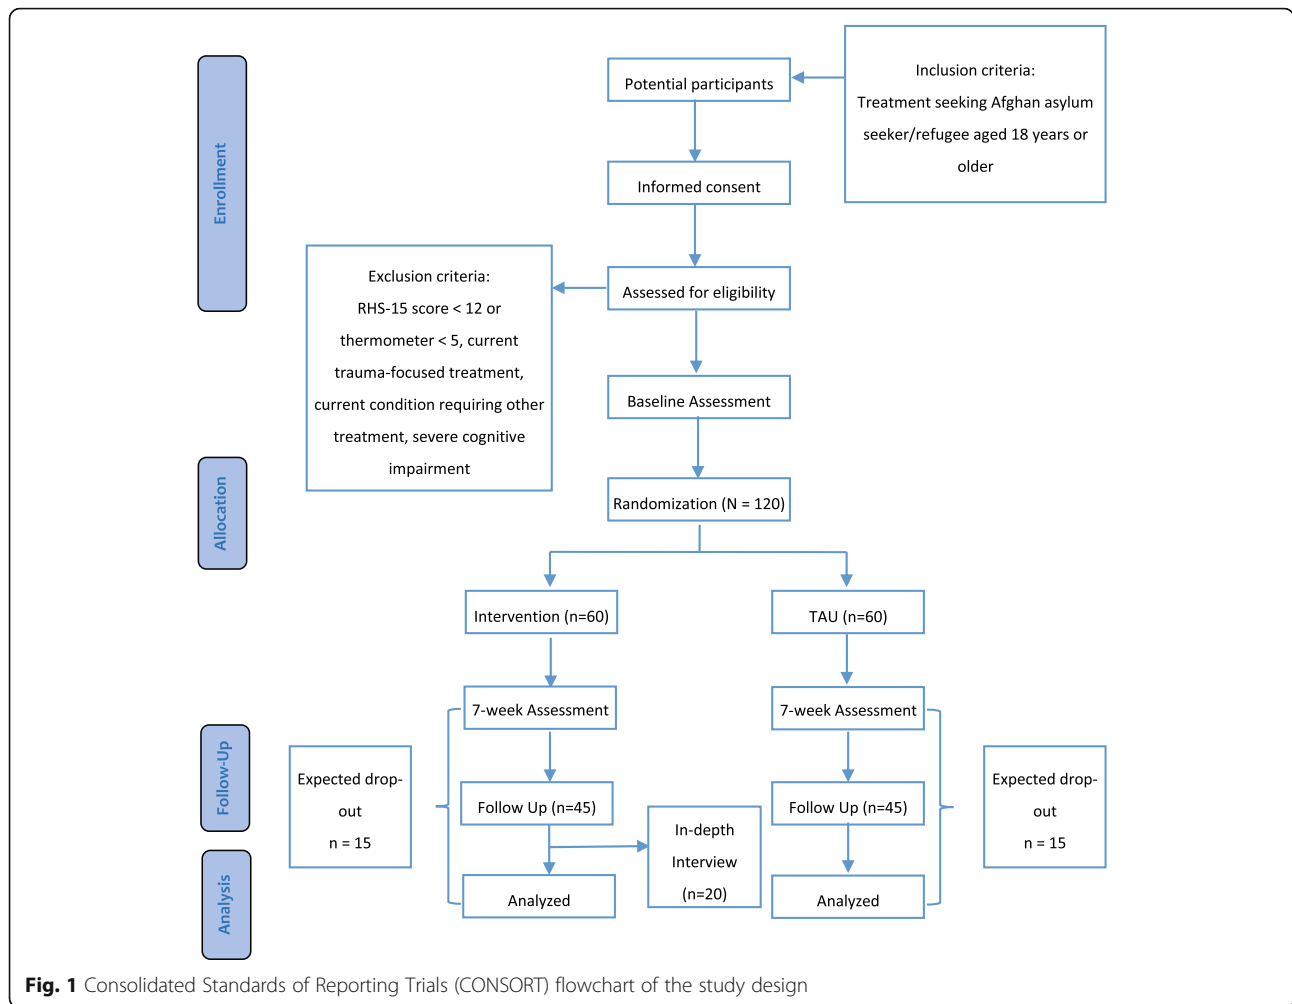 Enrollment
Potential participants
Inclusion criteria:
Treatment seeking Afghan asylum
seeker/refugee aged 18 years or
older
Informed consent
Exclusion criteria:
RHS-15 score < 12 or
thermometer < 5, current
trauma-focused treatment,
current condition requiring other
treatment, severe cognitive
impairment
Assessed for eligibility
Baseline Assessment
Allocation
Randomization (N = 120)
Intervention (n=60)
TAU (n=60)
7-week Assessment
7-week Assessment
Follow-Up
Expected drop-
out
n = 15
Follow Up (n=45)
Follow Up (n=45)
Expected drop-
out
n = 15
In-depth
Interview
(n=20)
Analysis
Analyzed
Analyzed
Fig. 1 Consolidated Standards of Reporting Trials (CONSORT) flowchart of the study design